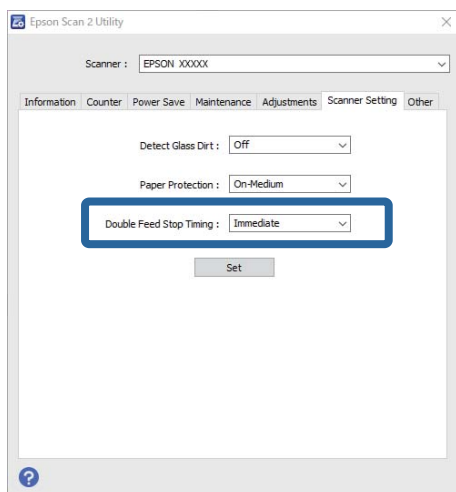 Epson Scan 2 Utility
Scanner : EPSON XXXXX
Information Counter Power Save Maintenance Adjustments Scanner Setting Other
Detect Glass Dirt : Off
Paper Protection : On-Medium
Double Feed Stop Timing : Immediate
Set
?